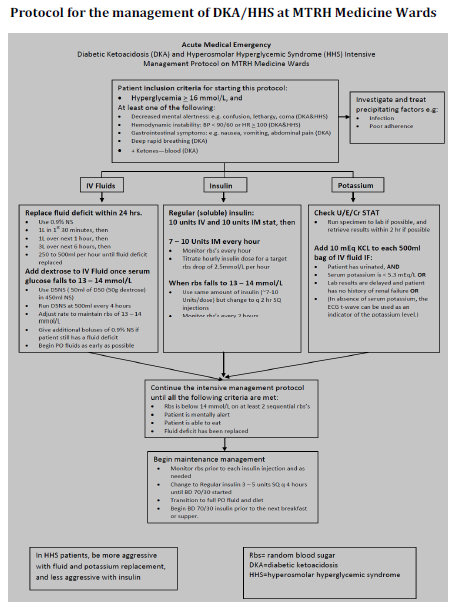 Protocol for the management of DKA/HHS at MTRH Medicine Wards
Acute Medical Emergency
Diabetic Ketoacidosis (DKA) and Hyperosmolar Hyperglycemic Syndrome (HHS) Intensive
Management Protocol on MTRH Medicine Wards
Patient inclusion criteria for starting this protocol:
• Hyperglycemia ≥ 16 mmol/L, and
At least one of the following:
• Decreased mental alertness: e.g. confusion, lethargy, coma (DKA&HHS)
• Hemodynamic instability: BP < 90/60 or HR ≥ 100 (DKA&HHS)
• Gastrointestinal symptoms: e.g. nausea, vomiting, abdominal pain (DKA)
• Deep rapid breathing (DKA)
• + Ketones—blood (DKA)
Investigate and treat
precipitating factors e.g:
• Infection
• Poor adherence
IV Fluids
Replace fluid deficit within 24 hrs.
• Use 0.9% NS
• 1L in 1st 30 minutes, then
• 1L over next 1 hour, then
• 3L over next 6 hours, then
• 250 to 500ml per hour until fluid deficit
replaced
Add dextrose to IV Fluid once serum
glucose falls to 13 – 14 mmol/L
• Use D5NS (50ml of D50 (50g dextrose)
in 450ml NS)
• Run D5NS at 500ml every 4 hours
• Adjust rate to maintain rbs of 13 – 14
mmol/L
• Give additional boluses of 0.9% NS if
patient still has a fluid deficit
• Begin PO fluids as early as possible
Insulin
Regular (soluble) Insulin:
10 units IV and 10 units IM stat, then
7 – 10 Units IM every hour
• Monitor rbs's every hour
• Titrate hourly insulin dose for a target
rbs drop of 2.5mmol/L per hour
When rbs falls to 13 – 14 mmol/L
• Use same amount of insulin (~7-10
Units/dose) but change to q 2 hr SQ
injections
• Monitor rbs's every 2 hours
Potassium
Check U/E/Cr STAT
• Run specimen to lab if possible, and
retrieve results within 2 hr if possible
Add 10 mEq KCL to each 500ml
bag of IV fluid IF:
• Patient has urinated, AND
• Serum potassium is < 5.3 mEq/L OR
• Lab results are delayed and patient
has no history of renal failure OR
• (In absence of serum potassium, the
ECG t-wave can be used as an
indicator of the potassium level.)
Continue the intensive management protocol
until all the following criteria are met:
• Rbs is below 14 mmol/L on at least 2 sequential rbs's
• Patient is mentally alert
• Patient is able to eat
• Fluid deficit has been replaced
Begin maintenance management
• Monitor rbs prior to each insulin injection and as
needed
• Change to Regular insulin 3 – 5 units SQ q 4 hours
until BD 70/30 started
• Transition to full PO fluid and diet
• Begin BD 70/30 insulin prior to the next breakfast
or supper.
In HHS patients, be more aggressive
with fluid and potassium replacement,
and less aggressive with insulin
Rbs= random blood sugar
DKA=diabetic ketoacidosis
HHS=hyperosmolar hyperglycemic syndrome